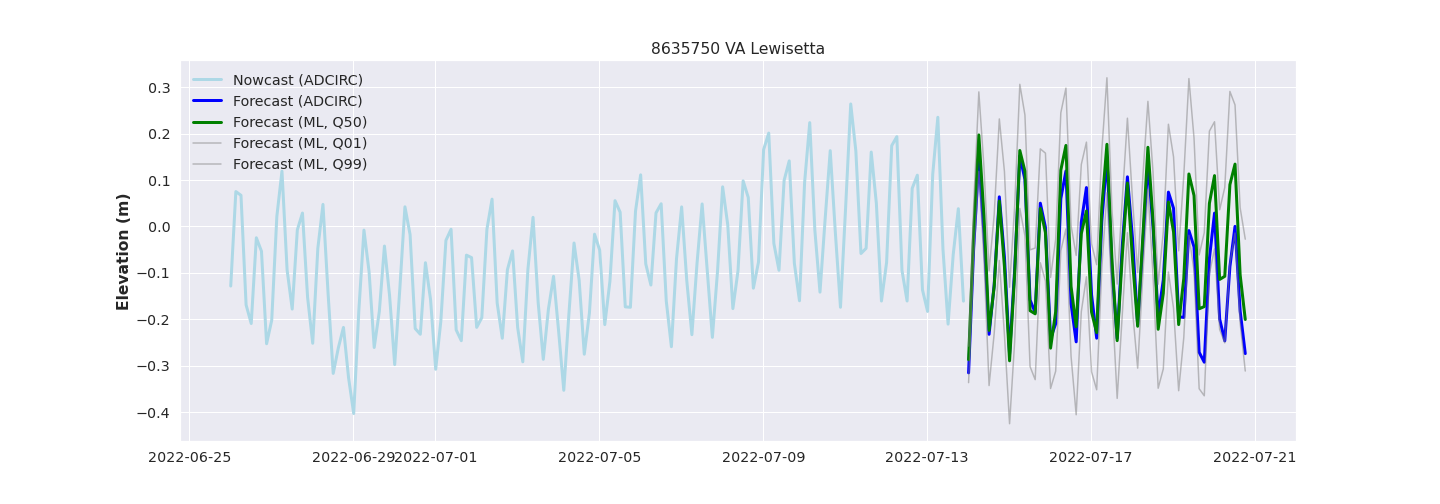 8635750 VA Lewisetta
Nowcast (ADCIRC)
Forecast (ADCIRC)
Forecast (ML, Q50)
Forecast (ML, Q01)
Forecast (ML, Q99)
Elevation (m)
0.3
0.2
0.1
0.0
−0.1
−0.2
−0.3
−0.4
2022-06-25 2022-06-29 2022-07-01 2022-07-05 2022-07-09 2022-07-13 2022-07-17 2022-07-21